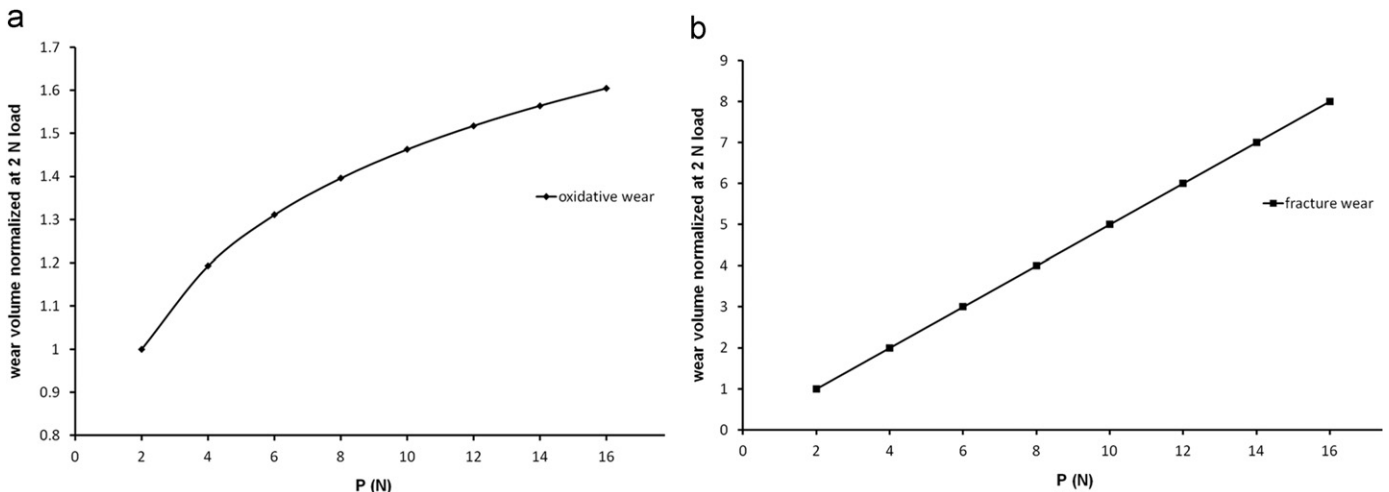 a
wear volume normalized at 2 N load
1.7
1.6
1.5
1.4
1.3
1.2
1.1
1
0.9
0.8
0 2 4 6 8 10 12 14 16
P (N)
oxidative wear
b
wear volume normalized at 2 N load
9
8
7
6
5
4
3
2
1
0
0 2 4 6 8 10 12 14 16
P (N)
fracture wear